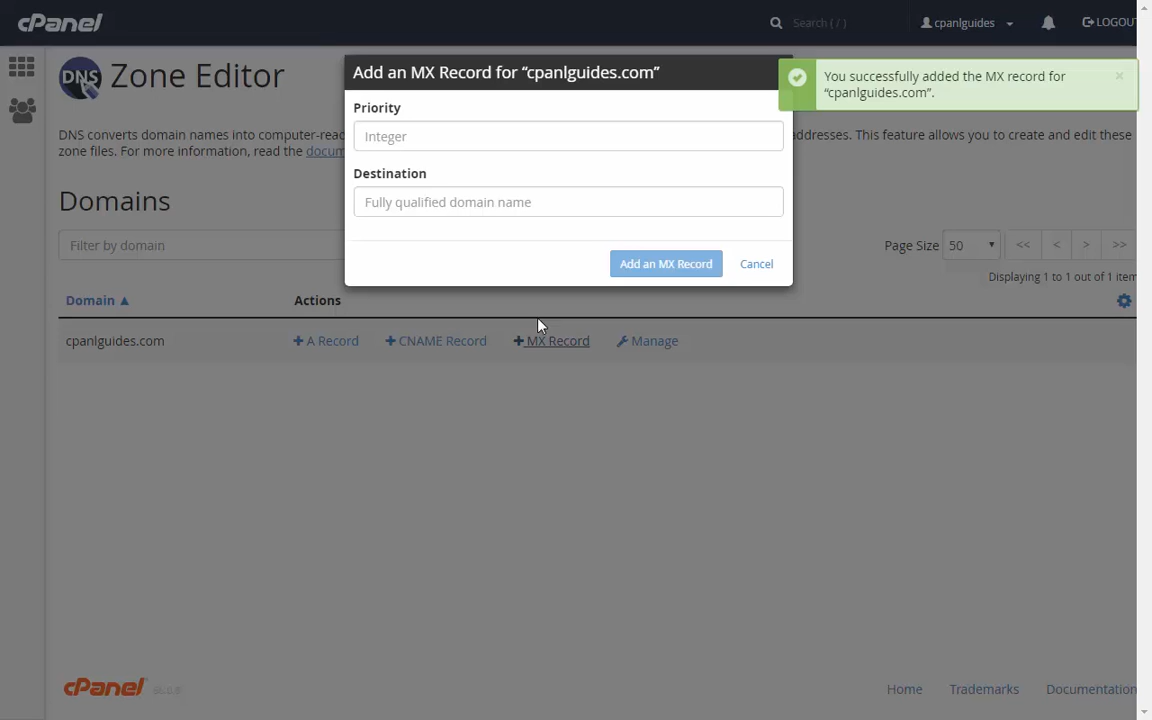 cPanel
Search ( / )
cpanlguides
LOGOUT
DNS
Zone Editor
Add an MX Record for “cpanlguides.com”
You successfully added the MX record for
“cpanlguides.com”.
Priority
Integer
Destination
Fully qualified domain name
Add an MX Record
Cancel
DNS converts domain names into computer-read
addresses. This feature allows you to create and edit these
zone files. For more information, read the docum
Domains
Filter by domain
Page Size
50
<< < > >>
Displaying 1 to 1 out of 1 item
Domain
Actions
cpanlguides.com
A Record
CNAME Record
MX Record
Manage
cPanel
Home
Trademarks
Documentation